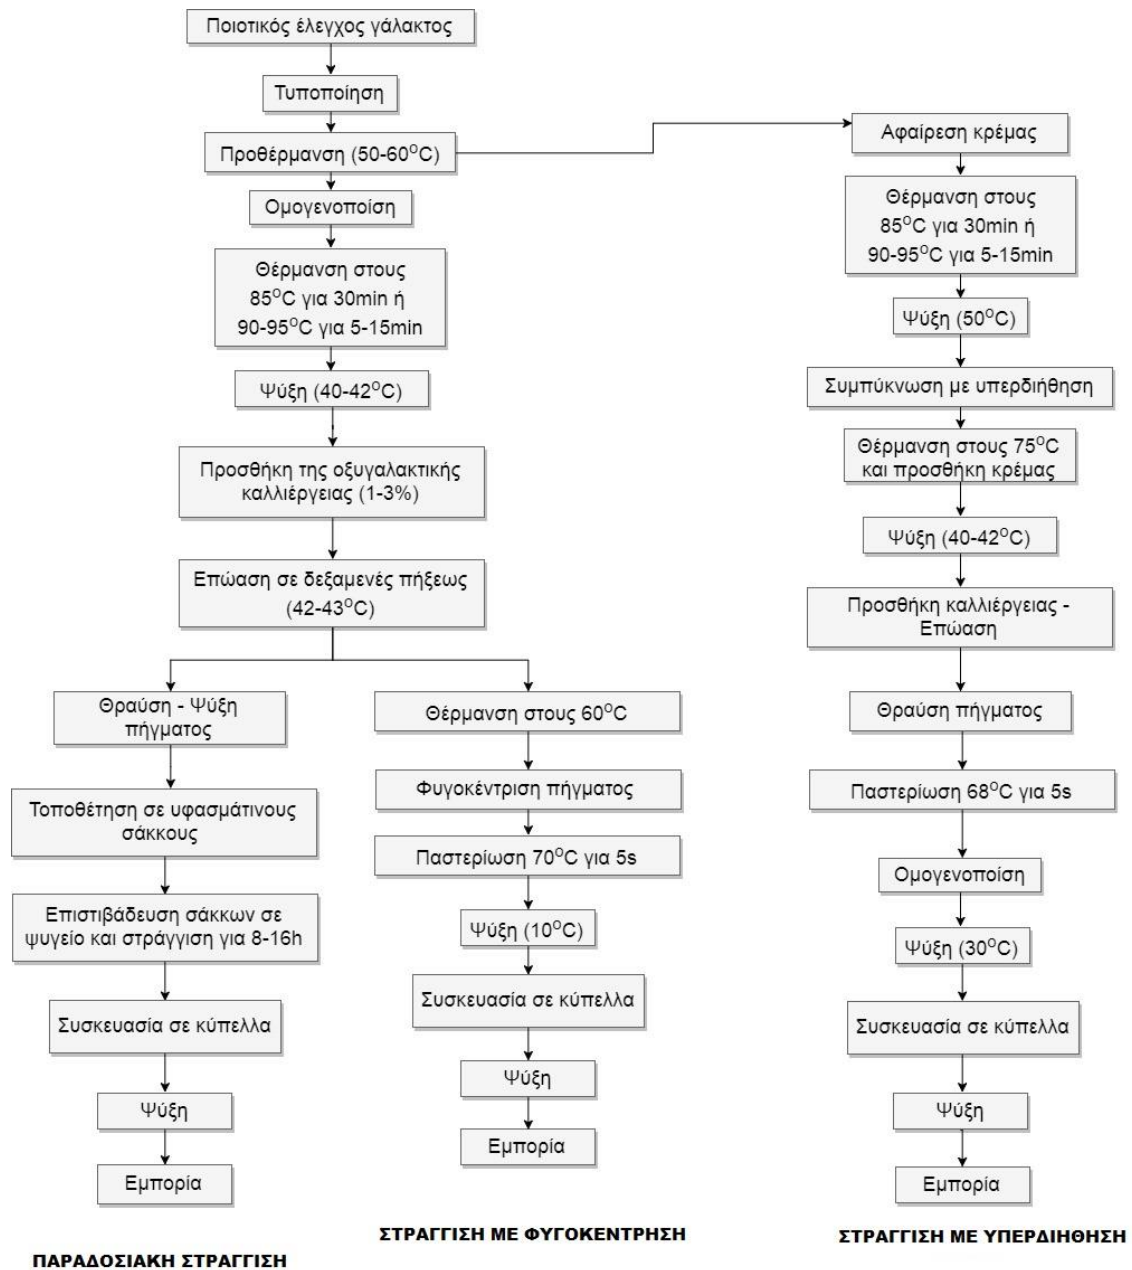 Ποιοτικός έλεγχος γάλακτος
Τυποποίηση
Προθέρμανση (50-60°C)
Ομογενοποίση
Θέρμανση στους
85°C για 30min ή
90-95°C για 5-15min
Ψύξη (40-42°C)
Προσθήκη της οξυγαλακτικής
καλλιέργειας (1-3%)
Επώαση σε δεξαμενές πήξεως
(42-43°C)
Θραύση - Ψύξη
πήγματος
Τοποθέτηση σε υφασμάτινους
σάκκους
Επιστιβάδευση σάκκων σε
ψυγείο και στράγγιση για 8-16h
Συσκευασία σε κύπελλα
Ψύξη
Εμπορία
ΠΑΡΑΔΟΣΙΑΚΗ ΣΤΡΑΓΓΙΣΗ
Θέρμανση στους 60°C
Φυγοκέντριση πήγματος
Παστερίωση 70°C για 5s
Ψύξη (10°C)
Συσκευασία σε κύπελλα
Ψύξη
Εμπορία
ΣΤΡΑΓΓΙΣΗ ΜΕ ΦΥΓΟΚΕΝΤΡΗΣΗ
Αφαίρεση κρέμας
Θέρμανση στους
85°C για 30min ή
90-95°C για 5-15min
Ψύξη (50°C)
Συμπύκνωση με υπερδιήθηση
Θέρμανση στους 75°C
και προσθήκη κρέμας
Ψύξη (40-42°C)
Προσθήκη καλλιέργειας -
Επώαση
Θραύση πήγματος
Παστερίωση 68°C για 5s
Ομογενοποίση
Ψύξη (30°C)
Συσκευασία σε κύπελλα
Ψύξη
Εμπορία
ΣΤΡΑΓΓΙΣΗ ΜΕ ΥΠΕΡΔΙΗΘΗΣΗ